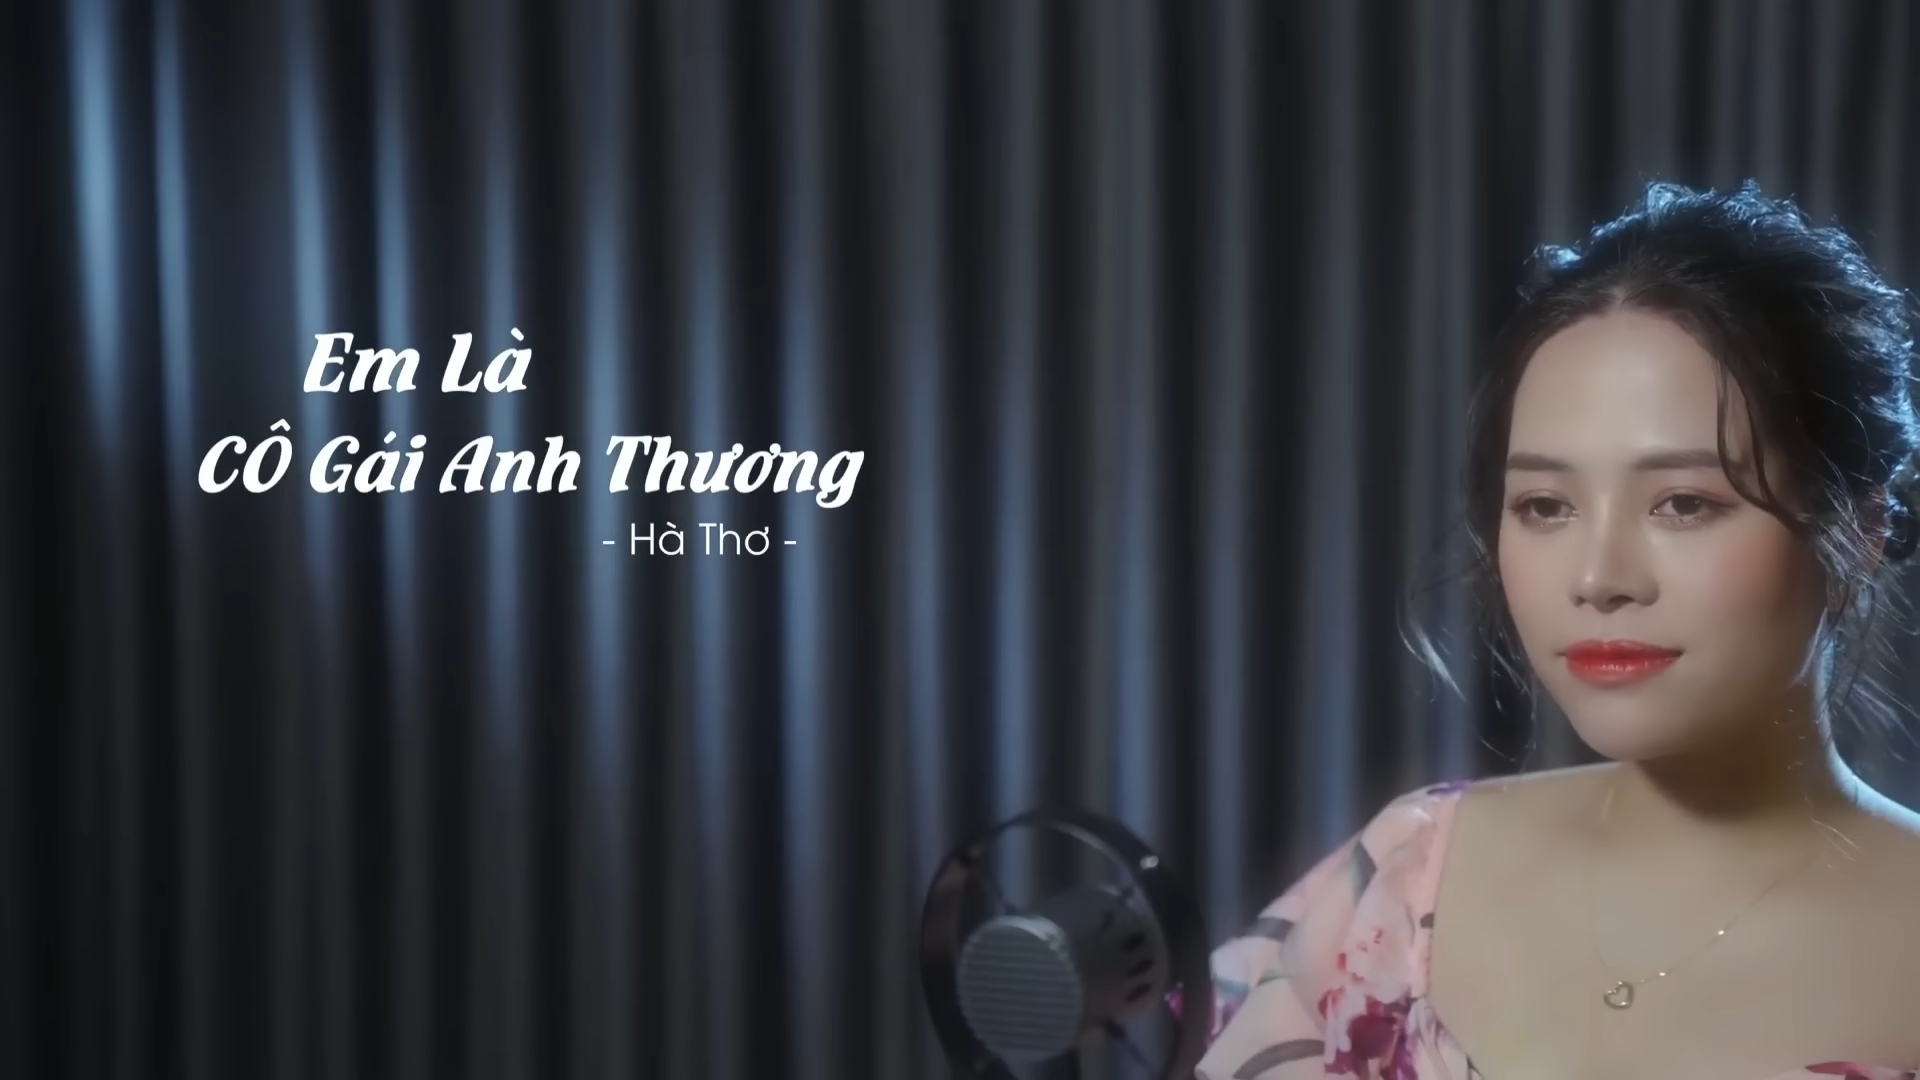 Em Là
CÔ Gái Anh Thương
- Hà Thơ -